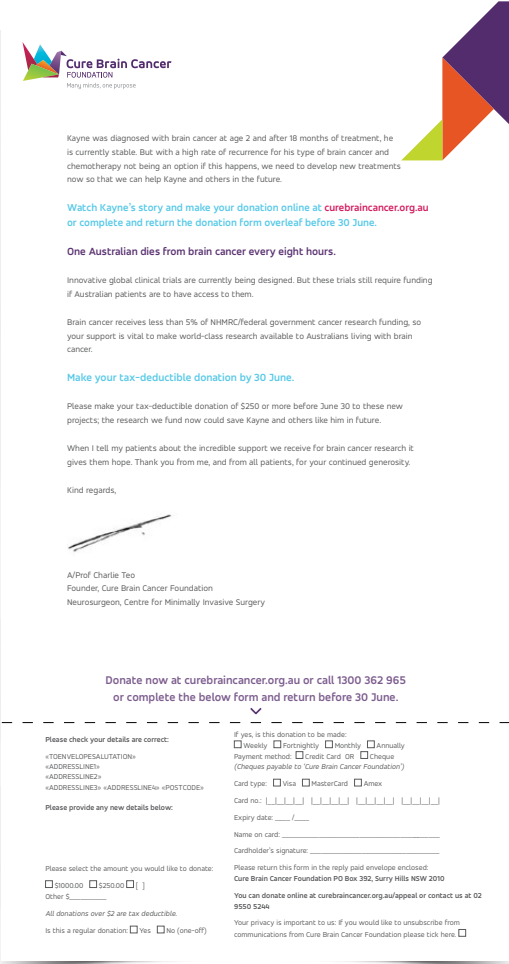 Cure Brain Cancer
FOUNDATION
Many minds, one purpose
Kayne was diagnosed with brain cancer at age 2 and after 18 months of treatment, he
is currently stable. But with a high rate of recurrence for his type of brain cancer and
chemotherapy not being an option if this happens, we need to develop new treatments
now so that we can help Kayne and others in the future.
Watch Kayne's story and make your donation online at curebraincancer.org.au
or complete and return the donation form overleaf before 30 June.
One Australian dies from brain cancer every eight hours.
Innovative global clinical trials are currently being designed. But these trials still require funding
if Australian patients are to have access to them.
Brain cancer receives less than 5% of NHMRC/federal government cancer research funding, so
your support is vital to make world-class research available to Australians living with brain
cancer.
Make your tax-deductible donation by 30 June.
Please make your tax-deductible donation of $250 or more before June 30 to these new
projects; the research we fund now could save Kayne and others like him in future.
When I tell my patients about the incredible support we receive for brain cancer research it
gives them hope. Thank you from me, and from all patients, for your continued generosity.
Kind regards,
A/Prof Charlie Teo
Founder, Cure Brain Cancer Foundation
Neurosurgeon, Centre for Minimally Invasive Surgery
Donate now at curebraincancer.org.au or call 1300 362 965
or complete the below form and return before 30 June.
Please check your details are correct:
«TOENVELOPESALUTATION»
«ADDRESSLINE1»
«ADDRESSLINE2»
«ADDRESSLINE3» «ADDRESSLINE4» «POSTCODE»
Please provide any new details below:
Please select the amount you would like to donate:
☐ $1000.00 ☐ $250.00 ☐ [ ]
Other $__________
All donations over $2 are tax deductible.
Is this a regular donation: ☐ Yes ☐ No (one-off)
If yes, is this donation to be made:
☐ Weekly ☐ Fortnightly ☐ Monthly ☐ Annually
Payment method: ☐ Credit Card OR ☐ Cheque
(Cheques payable to 'Cure Brain Cancer Foundation')
Card type: ☐ Visa ☐ MasterCard ☐ Amex
Card no.: |_|_|_|_| |_|_|_|_| |_|_|_|_| |_|_|_|_|
Expiry date: ____ /____
Name on card: ____________________
Cardholder's signature: ____________________
Please return this form in the reply paid envelope enclosed:
Cure Brain Cancer Foundation PO Box 392, Surry Hills NSW 2010
You can donate online at curebraincancer.org.au/appeal or contact us at 02
9550 5244
Your privacy is important to us: If you would like to unsubscribe from
communications from Cure Brain Cancer Foundation please tick here. ☐